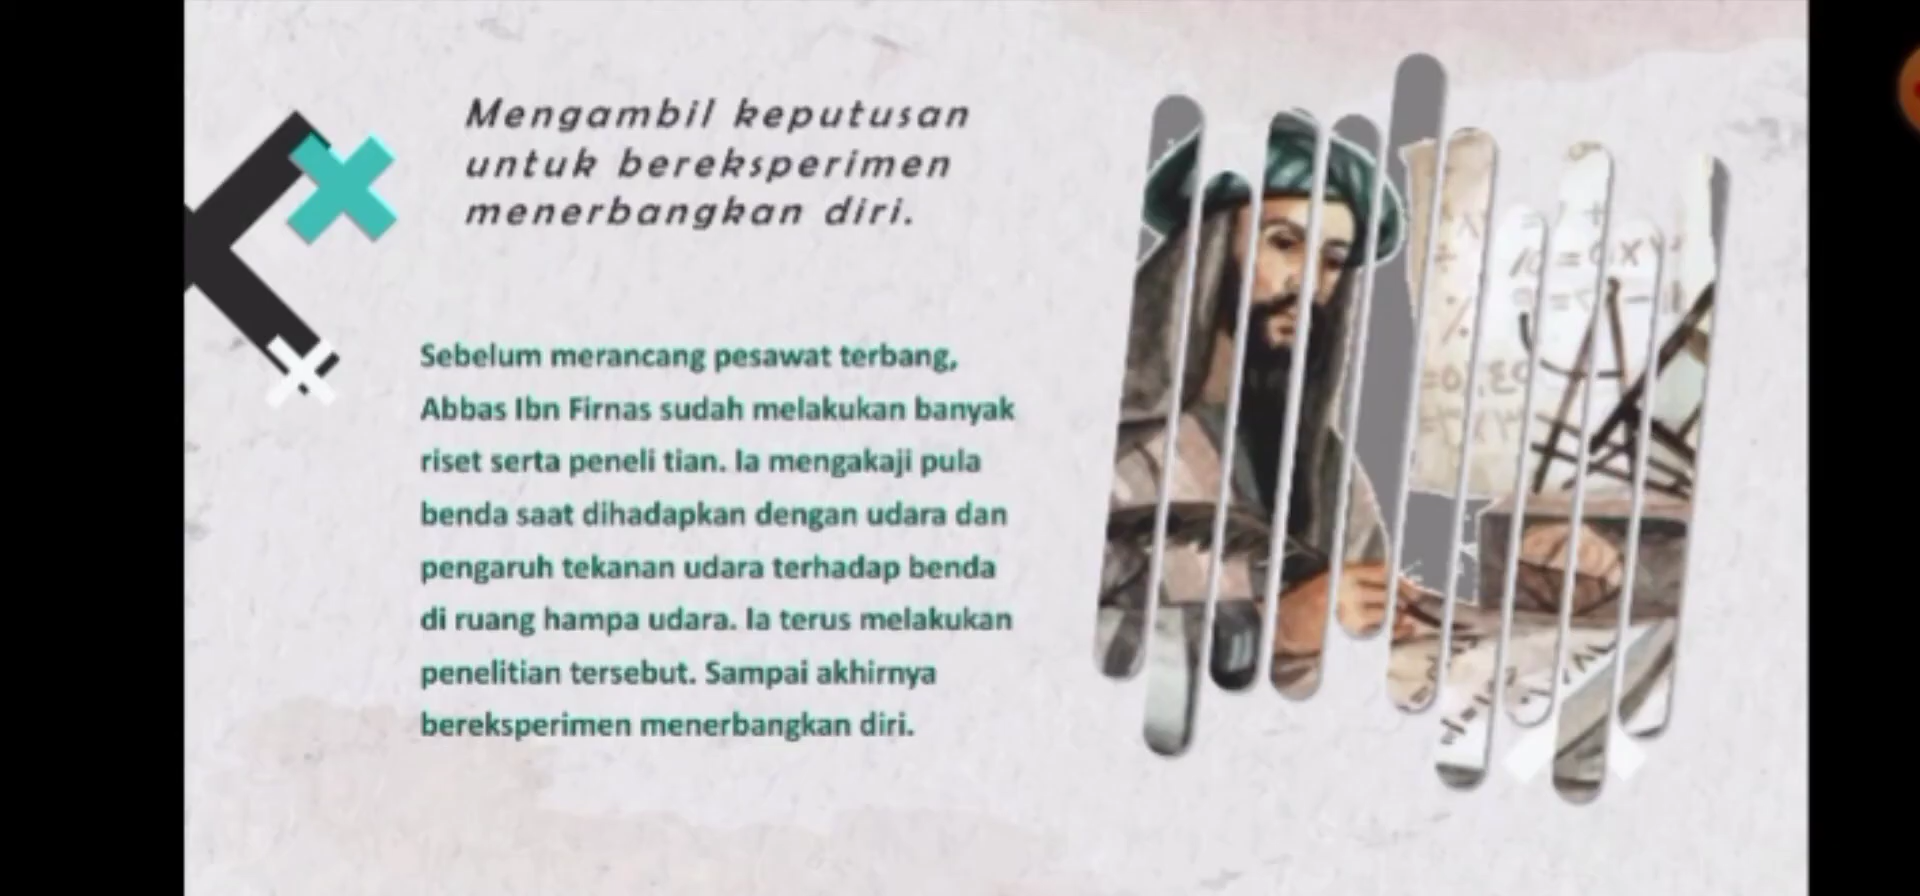 Mengambil keputusan
untuk bereksperimen
menerbangkan diri.
Sebelum merancang pesawat terbang,
Abbas Ibn Firnas sudah melakukan banyak
riset serta peneli tian. Ia mengakaji pula
benda saat dihadapkan dengan udara dan
pengaruh tekanan udara terhadap benda
di ruang hampa udara. Ia terus melakukan
penelitian tersebut. Sampai akhirnya
bereksperimen menerbangkan diri.